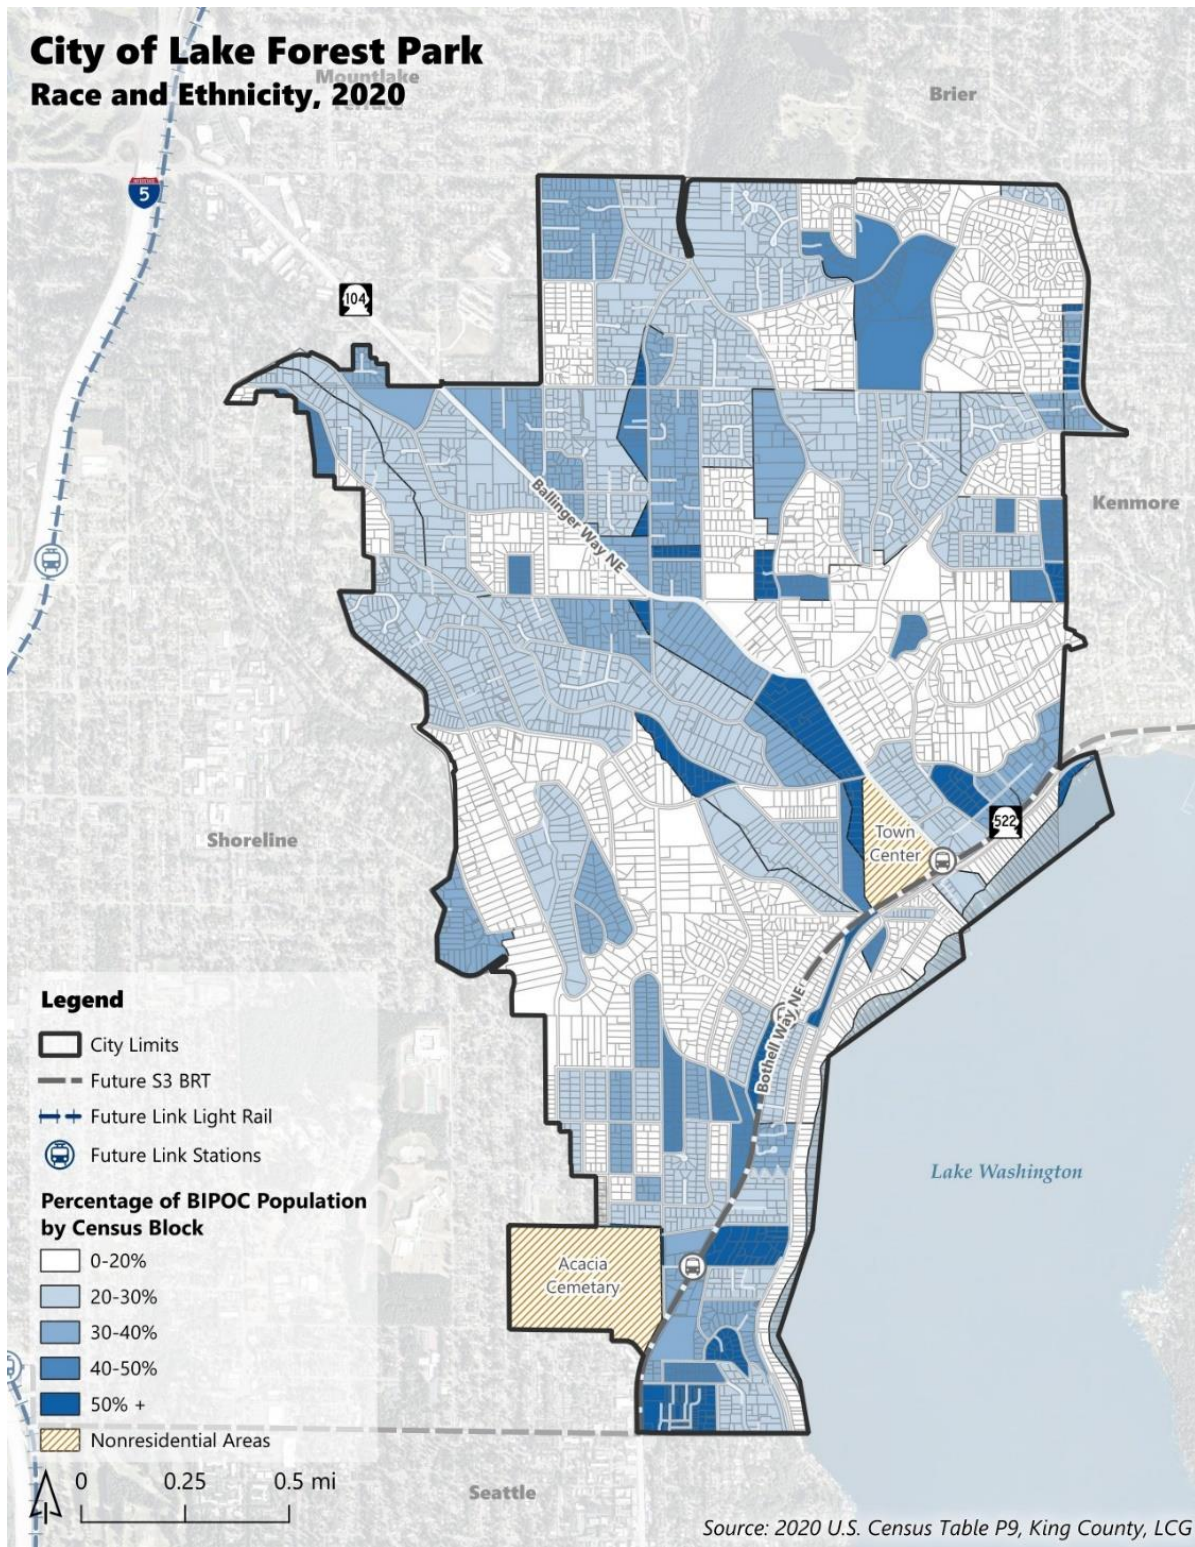 City of Lake Forest Park
Mountlake
Terrace
Race and Ethnicity, 2020
Brier
INTERSTATE
5
104
Ballinger Way NE
Kenmore
Shoreline
Town
Center
522
Bothell Way NE
Lake Washington
Acacia
Cemetary
Seattle
Legend
City Limits
Future S3 BRT
Future Link Light Rail
Future Link Stations
Percentage of BIPOC Population
by Census Block
0-20%
20-30%
30-40%
40-50%
50% +
Nonresidential Areas
0 0.25 0.5 mi
Source: 2020 U.S. Census Table P9, King County, LCG